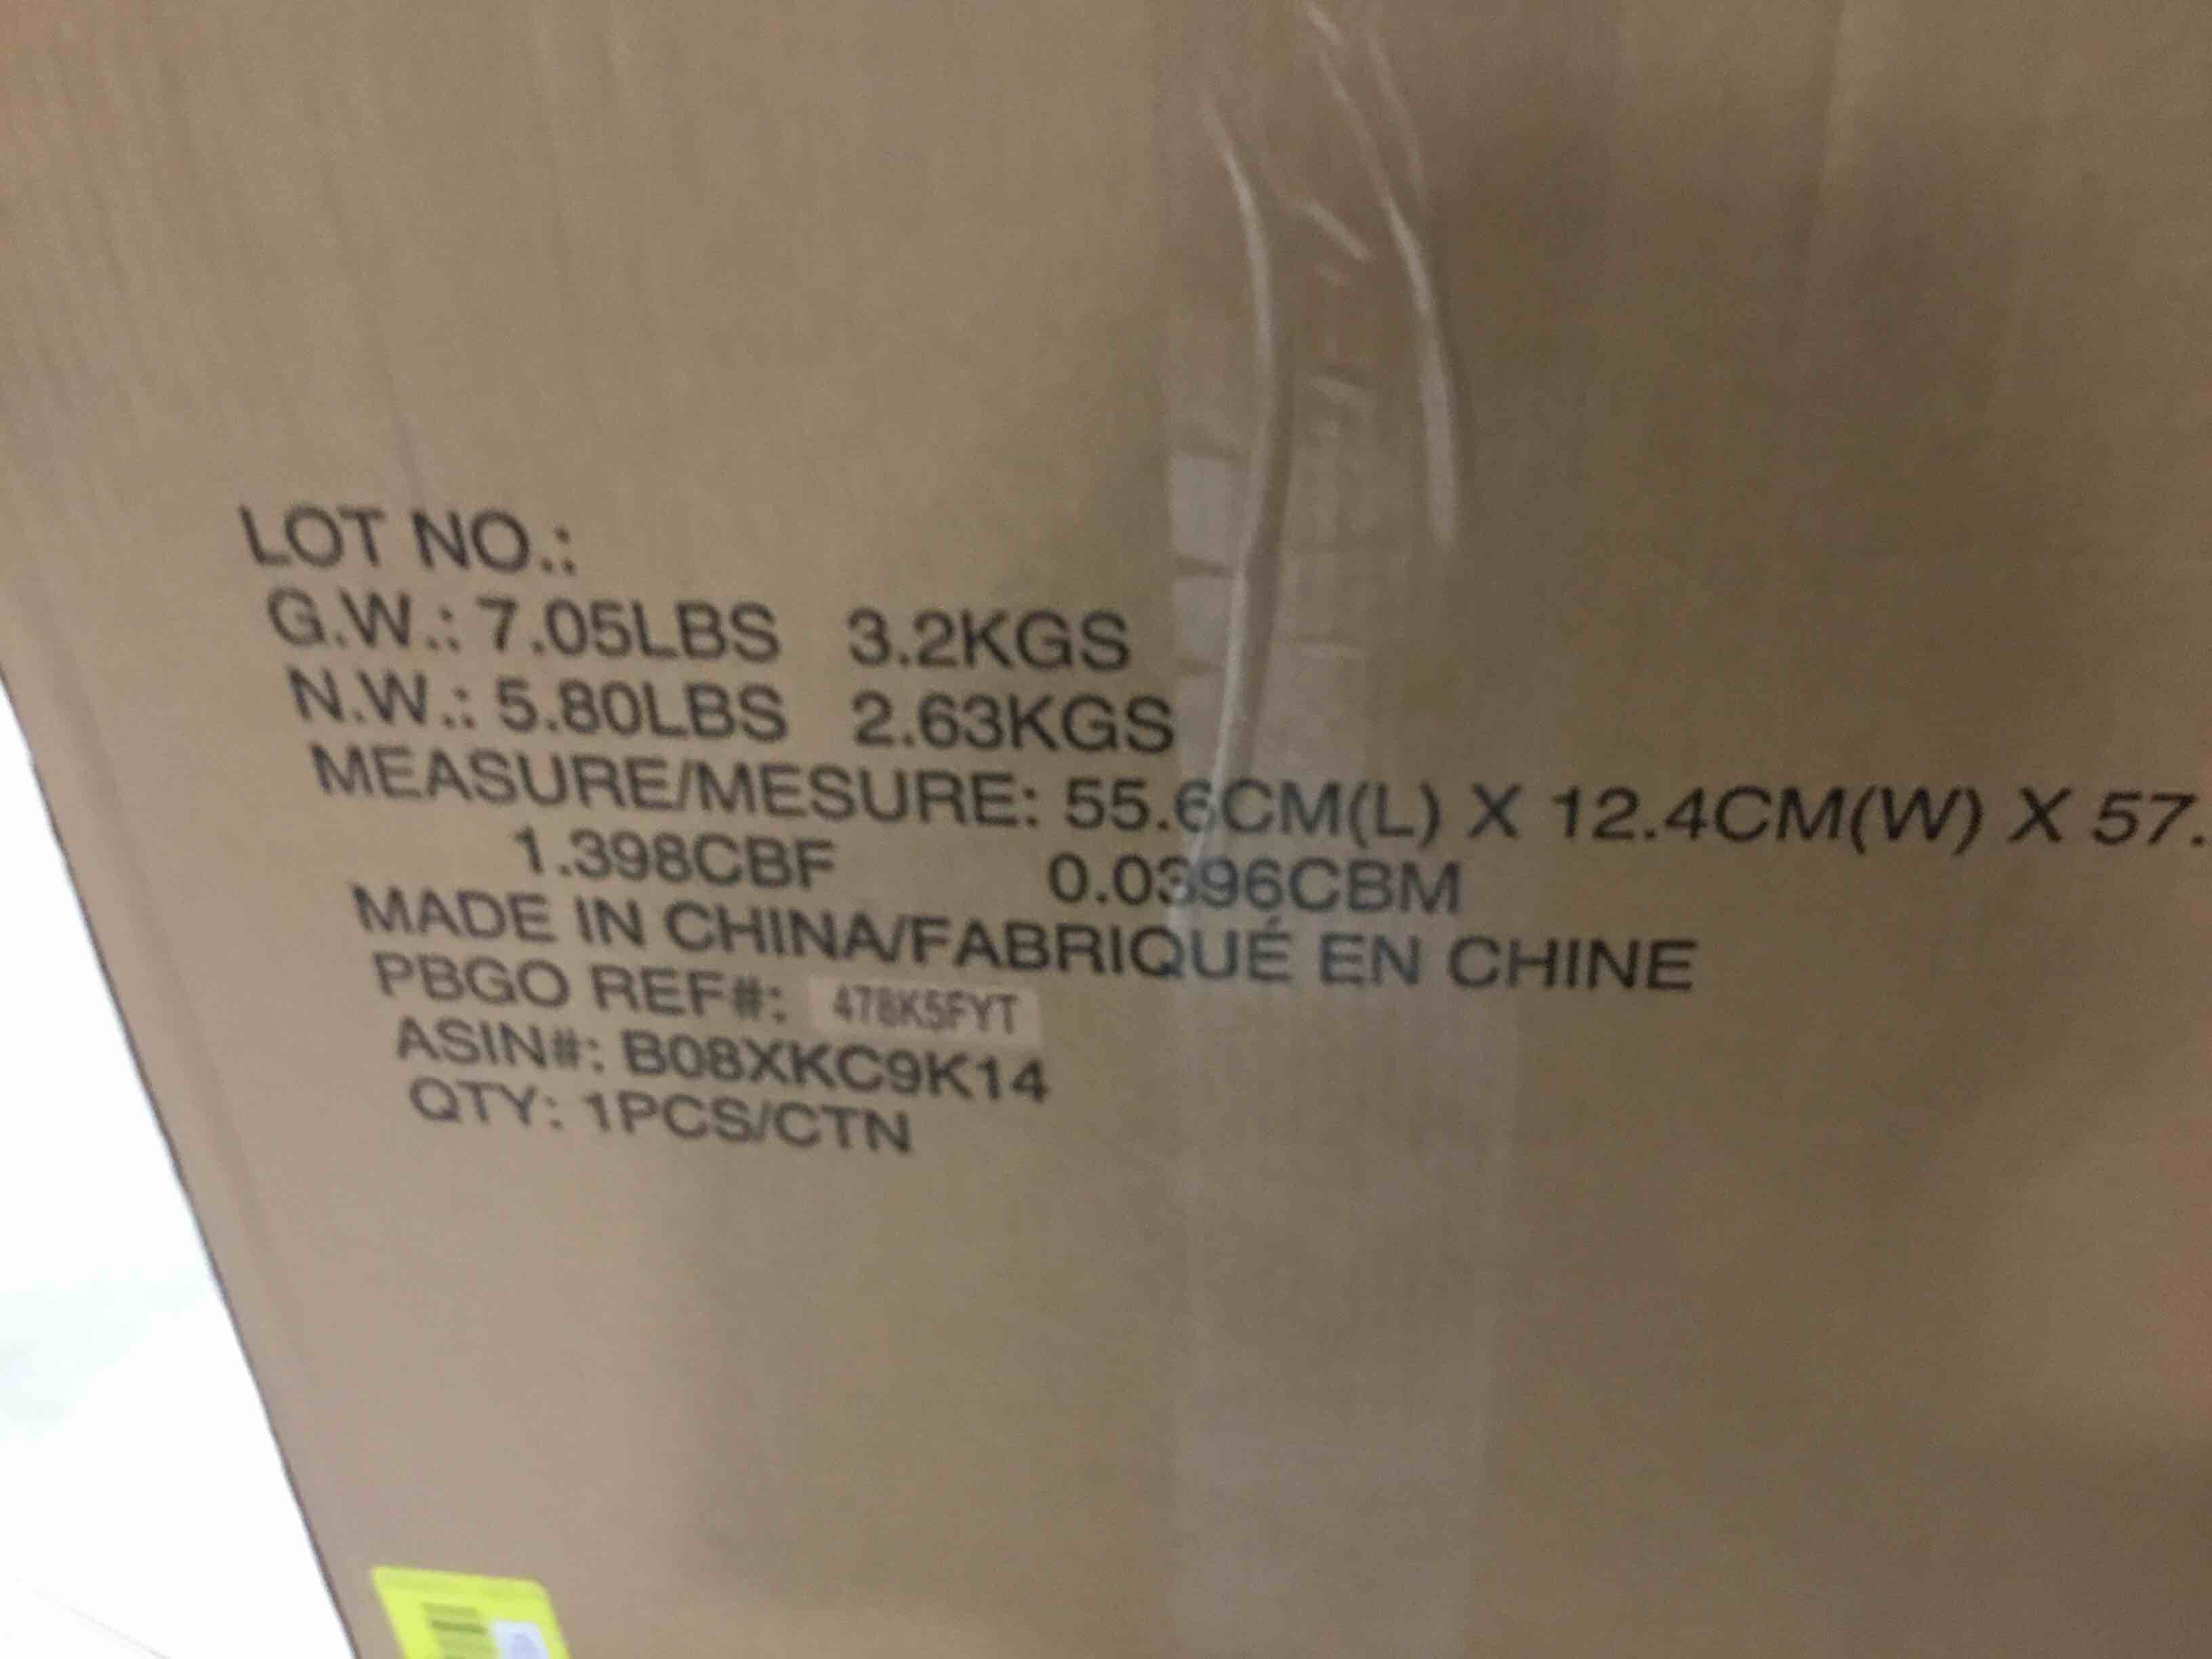 LOT NO.:
G.W.: 7.05LBS 3.2KGS
N.W.: 5.80LBS 2.63KGS
MEASURE/MESURE: 55.6CM(L) X 12.4CM(W) X 57.
1.398CBF 0.0396CBM
MADE IN CHINA/FABRIQUÉ EN CHINE
PBGO REF#: 478K5FYT
ASIN#: B08XKC9K14
QTY: 1PCS/CTN